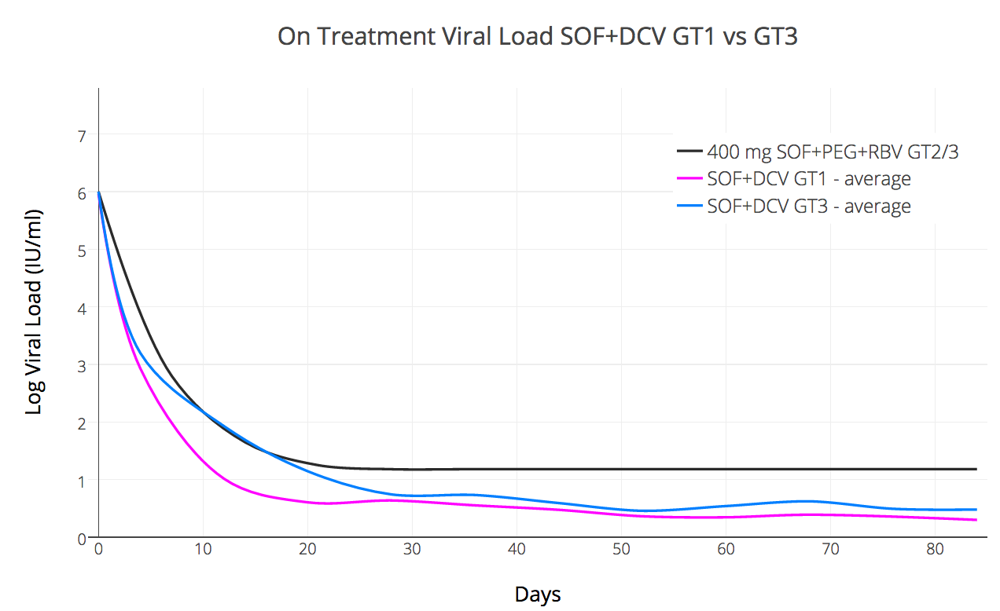 On Treatment Viral Load SOF+DCV GT1 vs GT3
7
6
5
4
3
2
1
0
Log Viral Load (IU/ml)
400 mg SOF+PEG+RBV GT2/3
SOF+DCV GT1 - average
SOF+DCV GT3 - average
0 10 20 30 40 50 60 70 80
Days